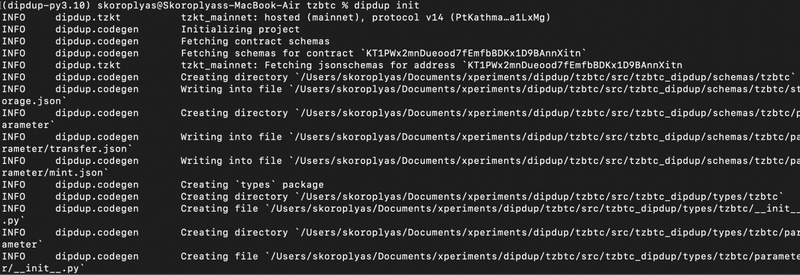 (dipdup-py3.10) skoroplyas@Skoroplyass-MacBook-Air tzbtc % dipdup init
INFO     dipdup.tzkt          tzkt_mainnet: hosted (mainnet), protocol v14 (PtKathma…a1LxMg)
INFO     dipdup.codegen       Initializing project
INFO     dipdup.codegen       Fetching contract schemas
INFO     dipdup.codegen       Fetching schemas for contract `KT1PWx2mnDueood7fEmfbBDKx1D9BAnnXitn`
INFO     dipdup.tzkt          tzkt_mainnet: Fetching jsonschemas for address `KT1PWx2mnDueood7fEmfbBDKx1D9BAnnXitn
INFO     dipdup.codegen       Creating directory `/Users/skoroplyas/Documents/xperiments/dipdup/tzbtc/src/tzbtc_dipdup/schemas/tzbtc`
INFO     dipdup.codegen       Writing into file `/Users/skoroplyas/Documents/xperiments/dipdup/tzbtc/src/tzbtc_dipdup/schemas/tzbtc/st
orage.json`
INFO     dipdup.codegen       Creating directory `/Users/skoroplyas/Documents/xperiments/dipdup/tzbtc/src/tzbtc_dipdup/schemas/tzbtc/p
arameter`
INFO     dipdup.codegen       Writing into file `/Users/skoroplyas/Documents/xperiments/dipdup/tzbtc/src/tzbtc_dipdup/schemas/tzbtc/pa
rameter/transfer.json`
INFO     dipdup.codegen       Writing into file `/Users/skoroplyas/Documents/xperiments/dipdup/tzbtc/src/tzbtc_dipdup/schemas/tzbtc/pa
rameter/mint.json`
INFO     dipdup.codegen       Creating `types` package
INFO     dipdup.codegen       Creating directory `/Users/skoroplyas/Documents/xperiments/dipdup/tzbtc/src/tzbtc_dipdup/types/tzbtc`
INFO     dipdup.codegen       Creating file `/Users/skoroplyas/Documents/xperiments/dipdup/tzbtc/src/tzbtc_dipdup/types/tzbtc/__init__
.py`
INFO     dipdup.codegen       Creating directory `/Users/skoroplyas/Documents/xperiments/dipdup/tzbtc/src/tzbtc_dipdup/types/tzbtc/par
ameter`
INFO     dipdup.codegen       Creating file `/Users/skoroplyas/Documents/xperiments/dipdup/tzbtc/src/tzbtc_dipdup/types/tzbtc/paramete
r/__init__.py`